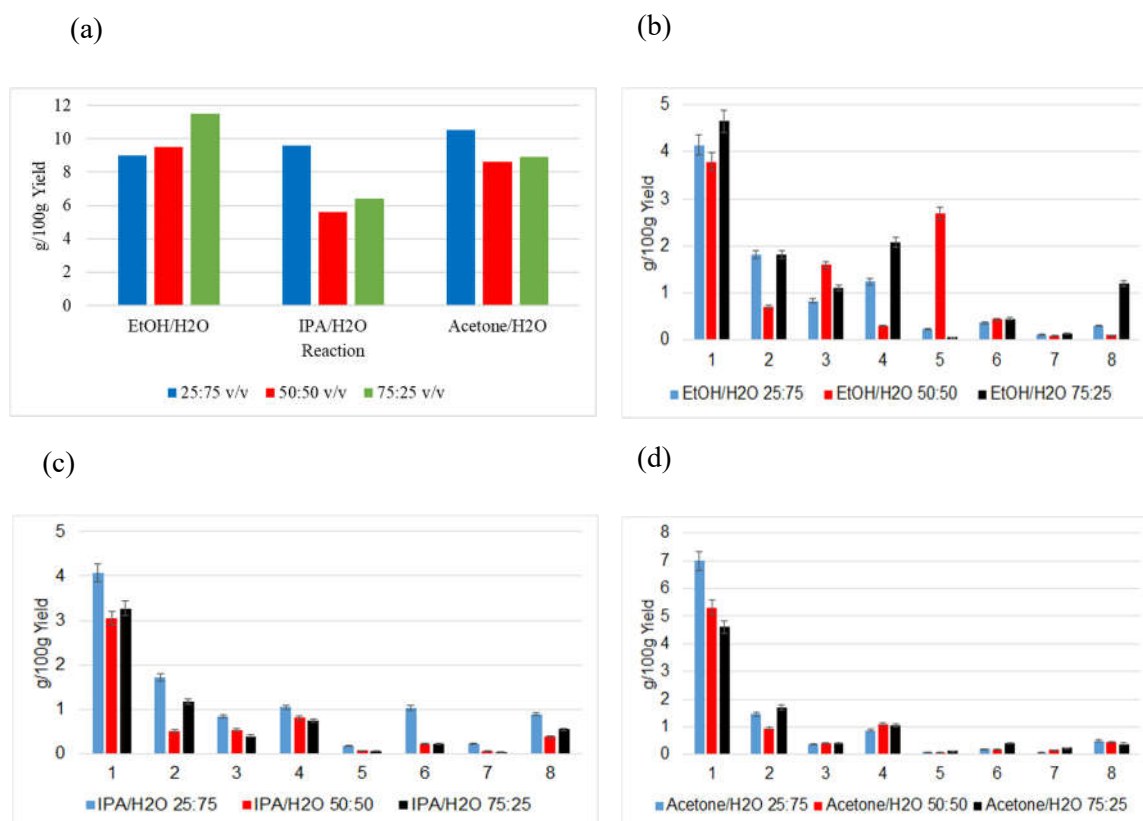 (a)
12
10
8
6
4
2
0
g/100g Yield
EtOH/H2O IPA/H2O Acetone/H2O
Reaction
25:75 v/v 50:50 v/v 75:25 v/v
(b)
5
4
3
2
1
0
g/100g Yield
1 2 3 4 5 6 7 8
EtOH/H2O 25:75 EtOH/H2O 50:50 EtOH/H2O 75:25
(c)
5
4
3
2
1
0
g/100g Yield
1 2 3 4 5 6 7 8
IPA/H2O 25:75 IPA/H2O 50:50 IPA/H2O 75:25
(d)
8
7
6
5
4
3
2
1
0
g/100g Yield
1 2 3 4 5 6 7 8
Acetone/H2O 25:75 Acetone/H2O 50:50 Acetone/H2O 75:25